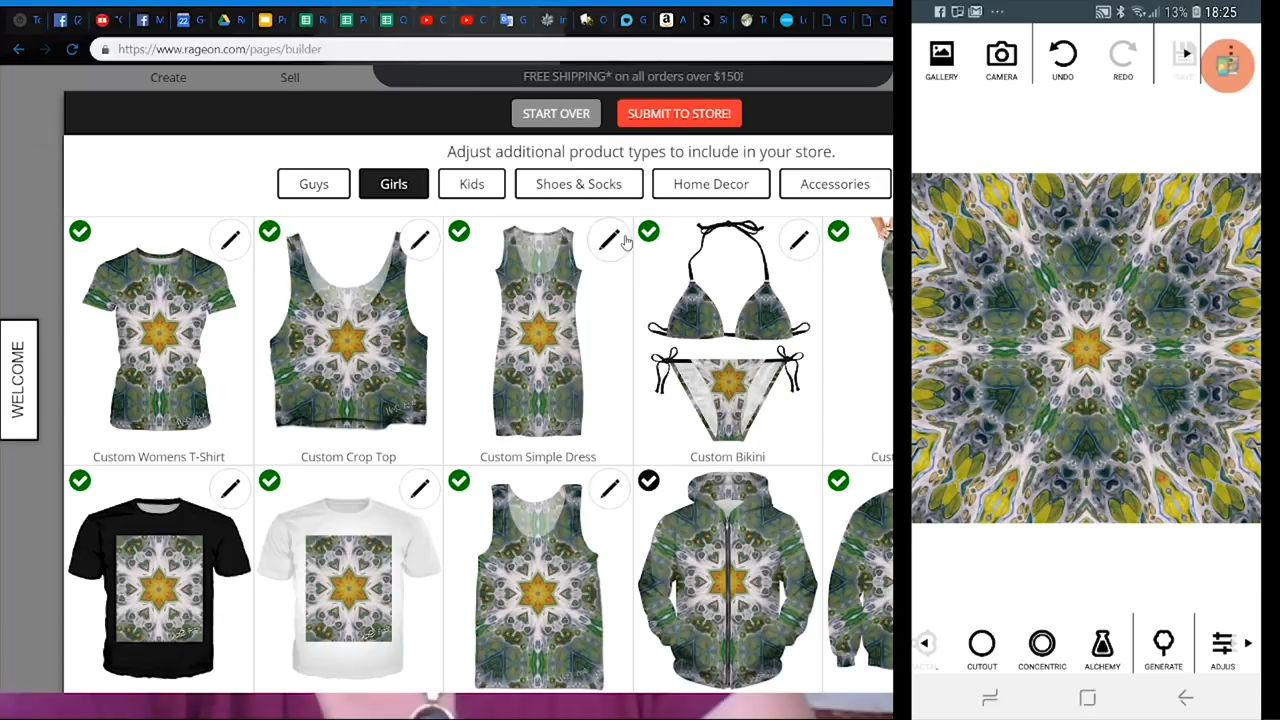 https://www.rageon.com/pages/builder
Create
Sell
FREE SHIPPING* on all orders over $150!
START OVER
SUBMIT TO STORE!
Adjust additional product types to include in your store.
Guys
Girls
Kids
Shoes & Socks
Home Decor
Accessories
WELCOME
Custom Womens T-Shirt
Custom Crop Top
Custom Simple Dress
Custom Bikini
13% 18:25
GALLERY
CAMERA
UNDO
REDO
SAVE
CUTOUT
CONCENTRIC
ALCHEMY
GENERATE
ADJUS